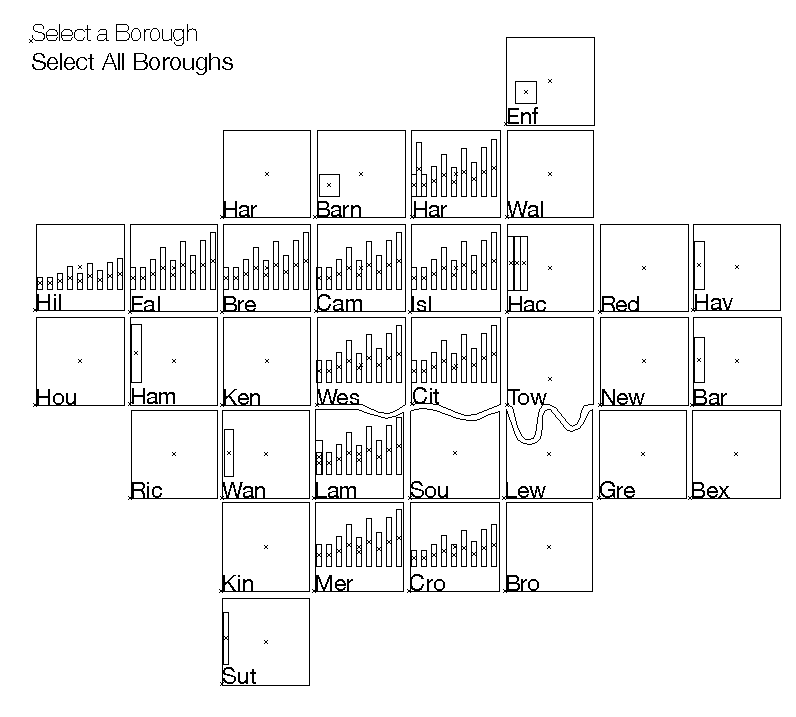 Select a Borough
Select All Boroughs
Enf
Har Barn Har Wal
Hil Eal Bre Cam Isl Hac Red Hav
Hou Ham Ken Wes Cit Tow New Bar
Ric Wan Lam Sou Lew Gre Bex
Kin Mer Cro Bro
Sut